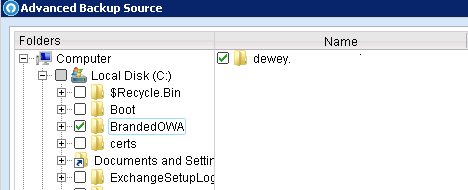 Advanced Backup Source
Folders Name
Computer dewey.
Local Disk (C:)
$Recycle.Bin
Boot
BrandedOWA
certs
Documents and Settin
ExchangeSetupLog